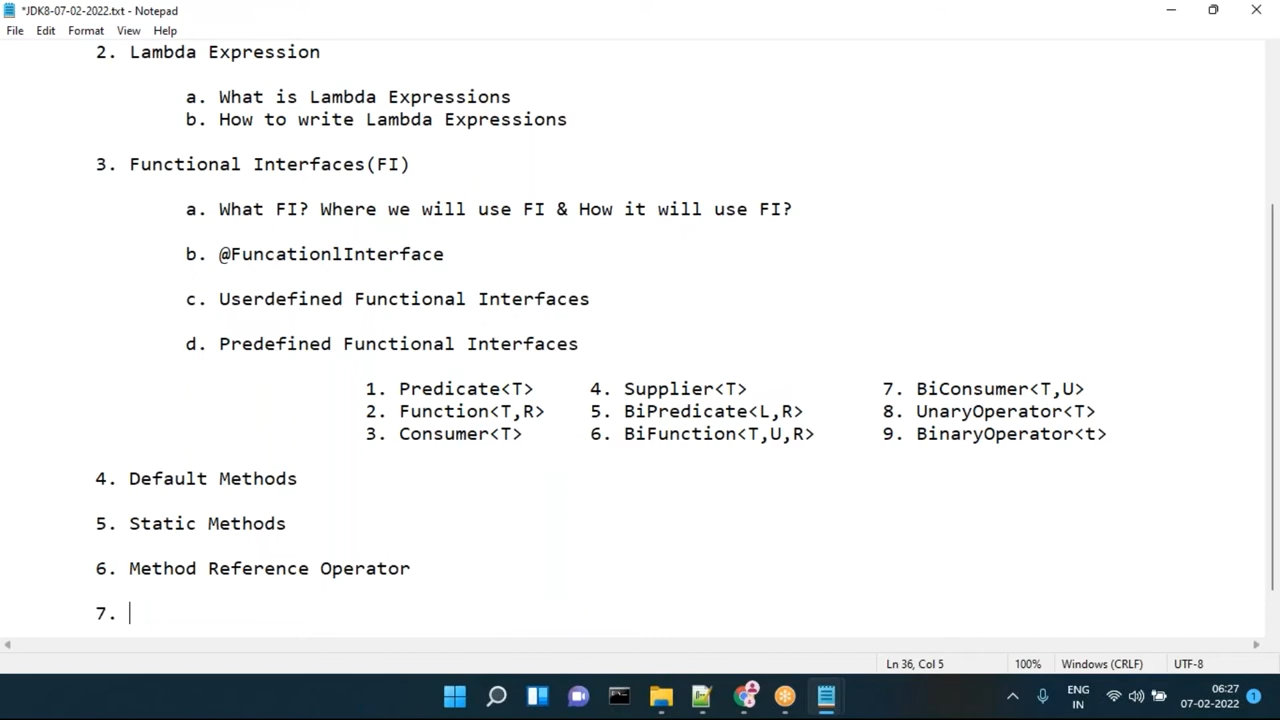 *JDK8-07-02-2022.txt - Notepad
File Edit Format View Help
2. Lambda Expression
a. What is Lambda Expressions
b. How to write Lambda Expressions
3. Functional Interfaces(FI)
a. What FI? Where we will use FI & How it will use FI?
b. @FuncationlInterface
c. Userdefined Functional Interfaces
d. Predefined Functional Interfaces
1. Predicate<T> 4. Supplier<T> 7. BiConsumer<T,U>
2. Function<T,R> 5. BiPredicate<L,R> 8. UnaryOperator<T>
3. Consumer<T> 6. BiFunction<T,U,R> 9. BinaryOperator<t>
4. Default Methods
5. Static Methods
6. Method Reference Operator
7.
Ln 36, Col 5 100% Windows (CRLF) UTF-8
ENG 06:27
IN 07-02-2022 1